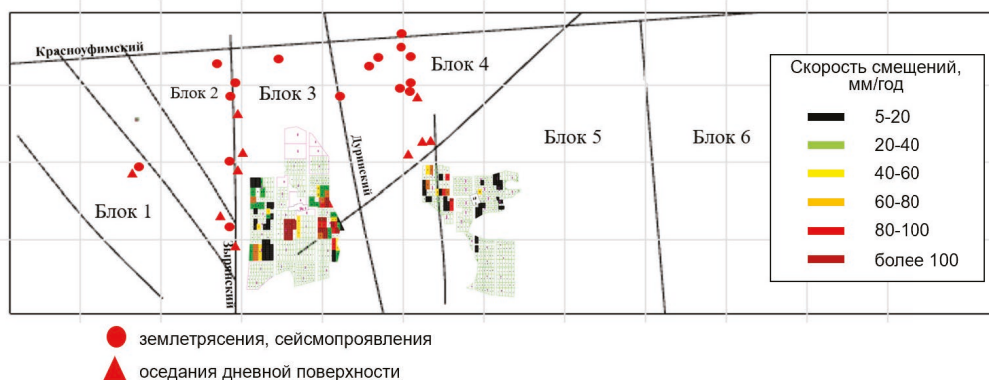 Красноуфимский
Блок 1
Блок 2
Блок 3
Блок 4
Блок 5
Блок 6
Зырянский
Дуринский
Скорость смещений,
мм/год
5-20
20-40
40-60
60-80
80-100
более 100
землетрясения, сейсмопроявления
оседания дневной поверхности